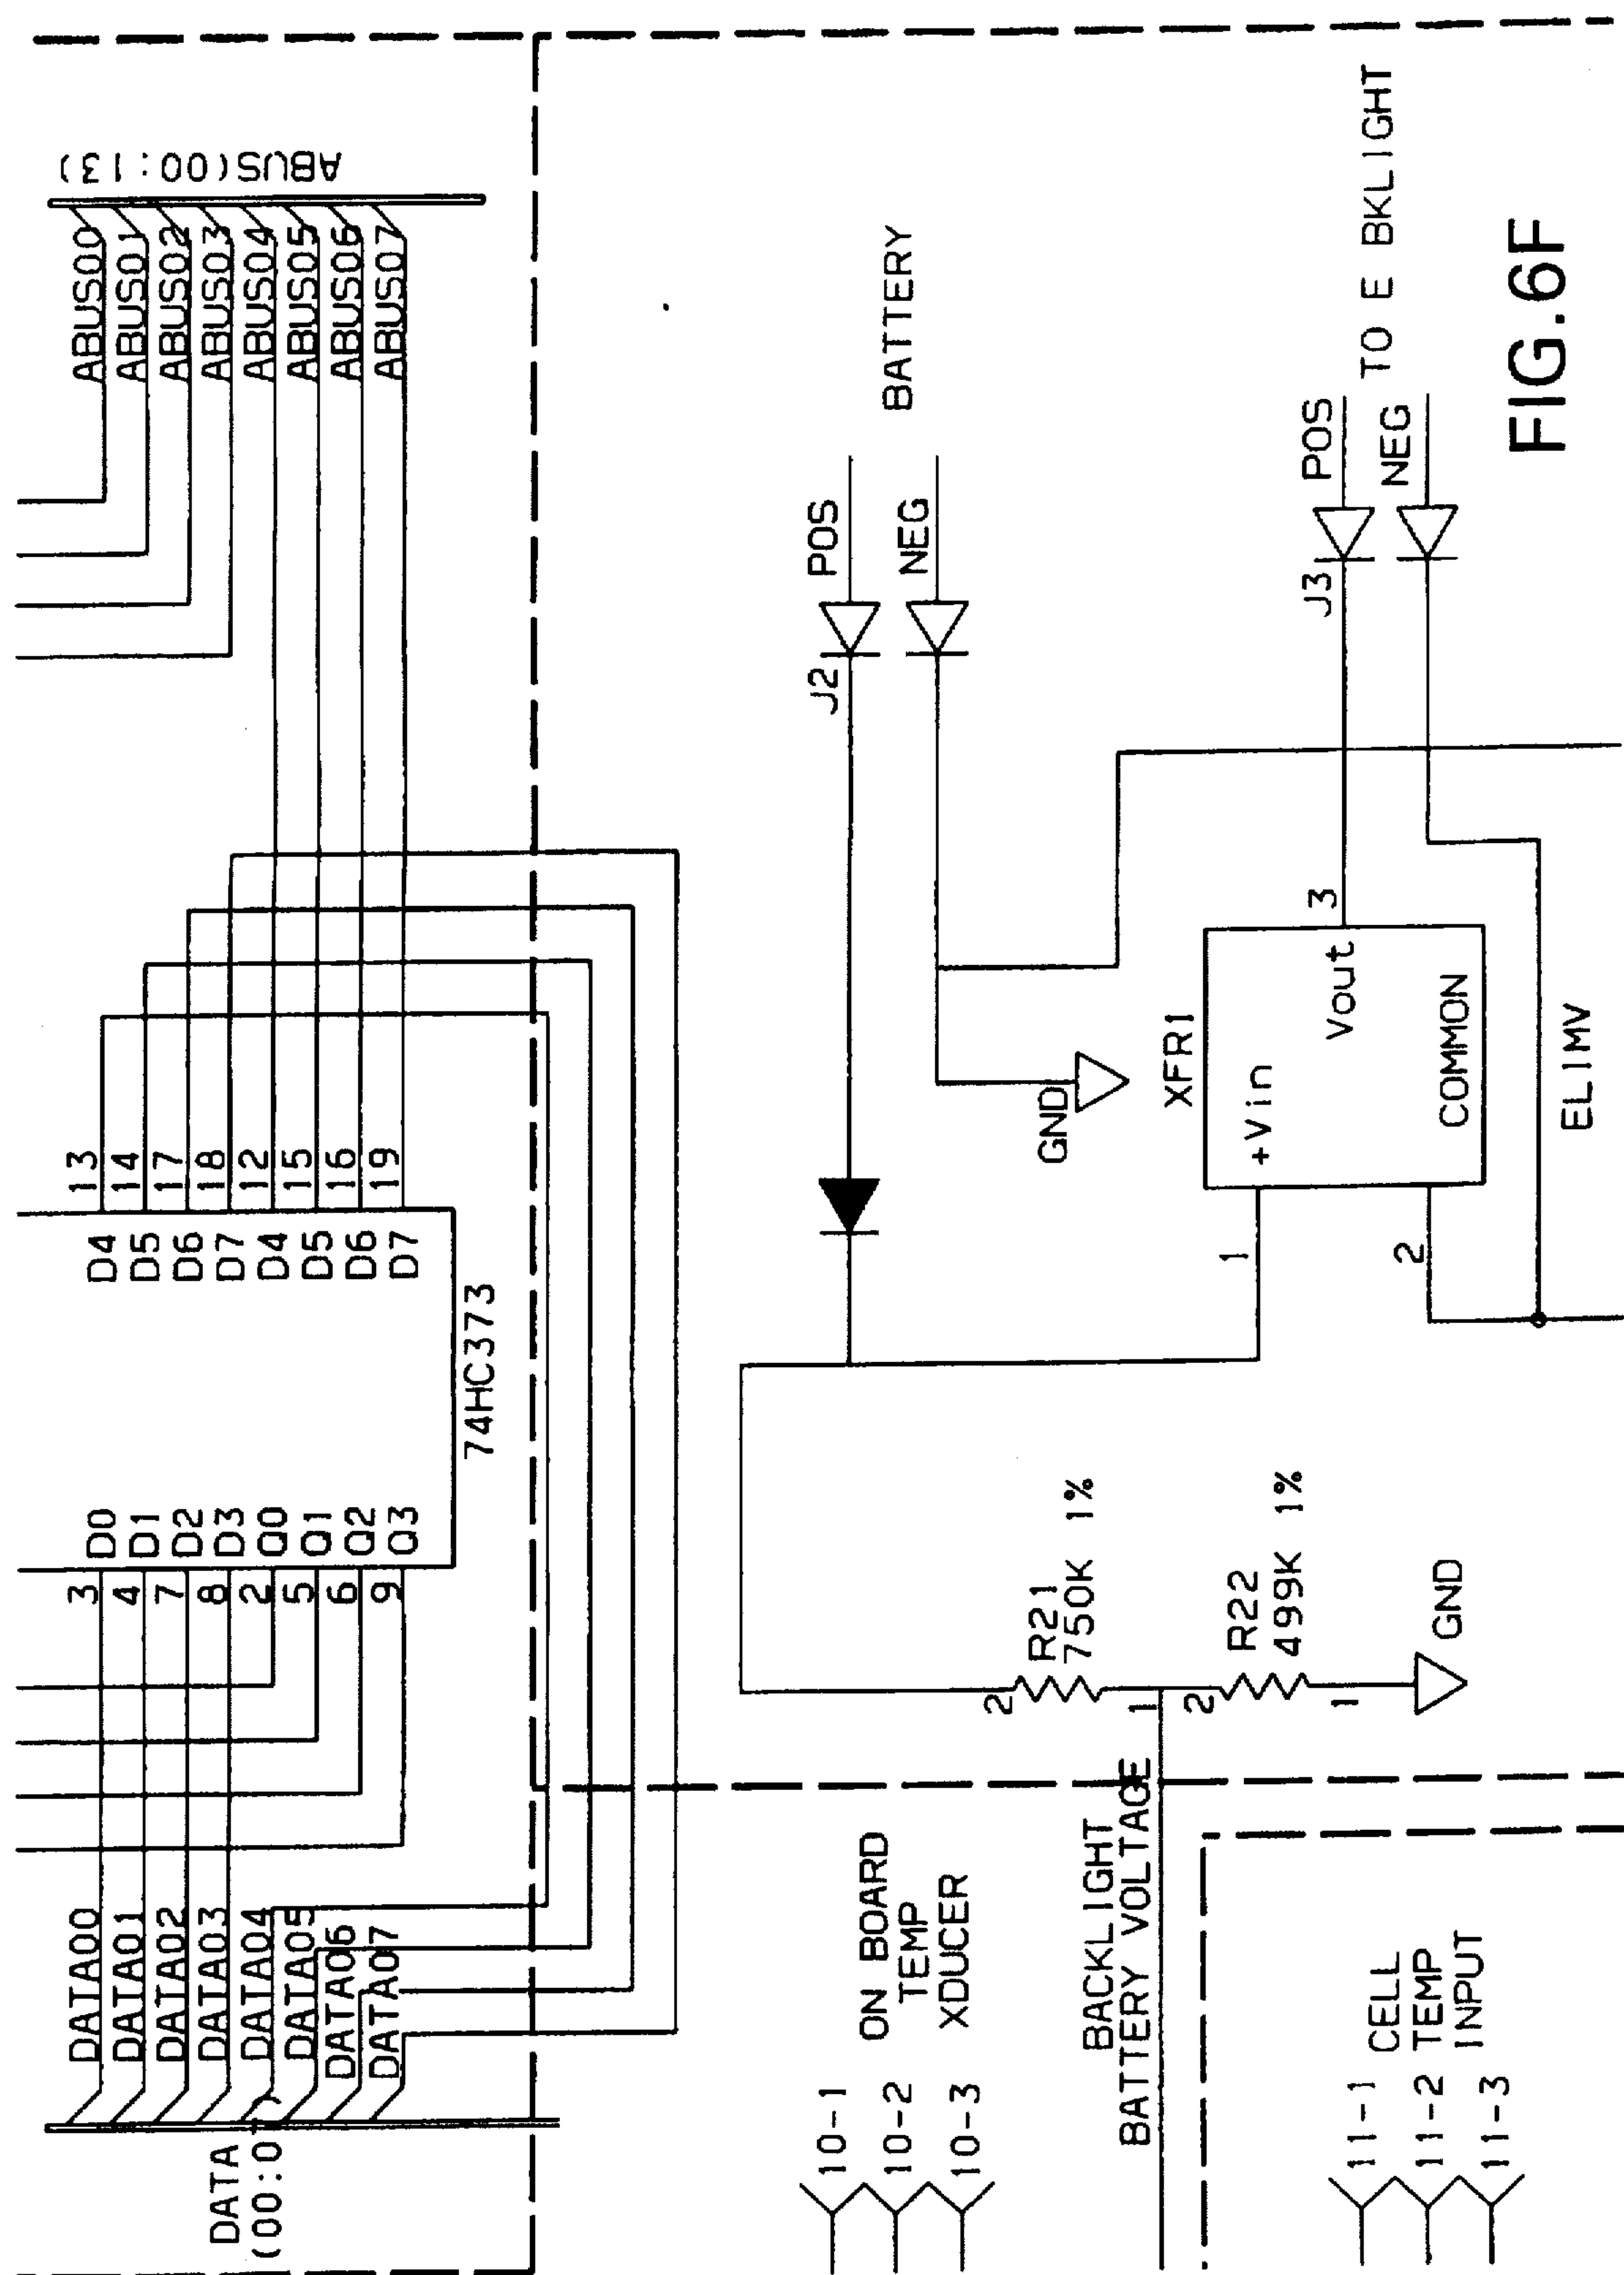 ABUS(00:13)
DATA00
DATA01
DATA02
DATA03
DATA04
DATA05
DATA06
DATA07
DATA
3
4
7
8
2
5
6
9
D0
D1
D2
D3
Q0
Q1
Q2
Q3
D4
D5
D6
D7
D4
D5
D6
D7
13
14
17
18
12
15
16
19
ABUS00
ABUS01
ABUS02
ABUS03
ABUS04
ABUS05
ABUS06
ABUS07
74HC373
10-1
10-2
10-3
ON BOARD
TEMP
XDUCER
BACKLIGHT
BATTERY VOLTAGE
2
R21
750K 1%
1
2
R22
499K 1%
1
GND
J2
POS
NEG
BATTERY
GND
XFR1
1
+Vin
Vout
3
2
COMMON
J3
POS
NEG
TO E BKLIGHT
EL1MV
11-1
11-2
11-3
CELL
TEMP
INPUT
FIG.6F